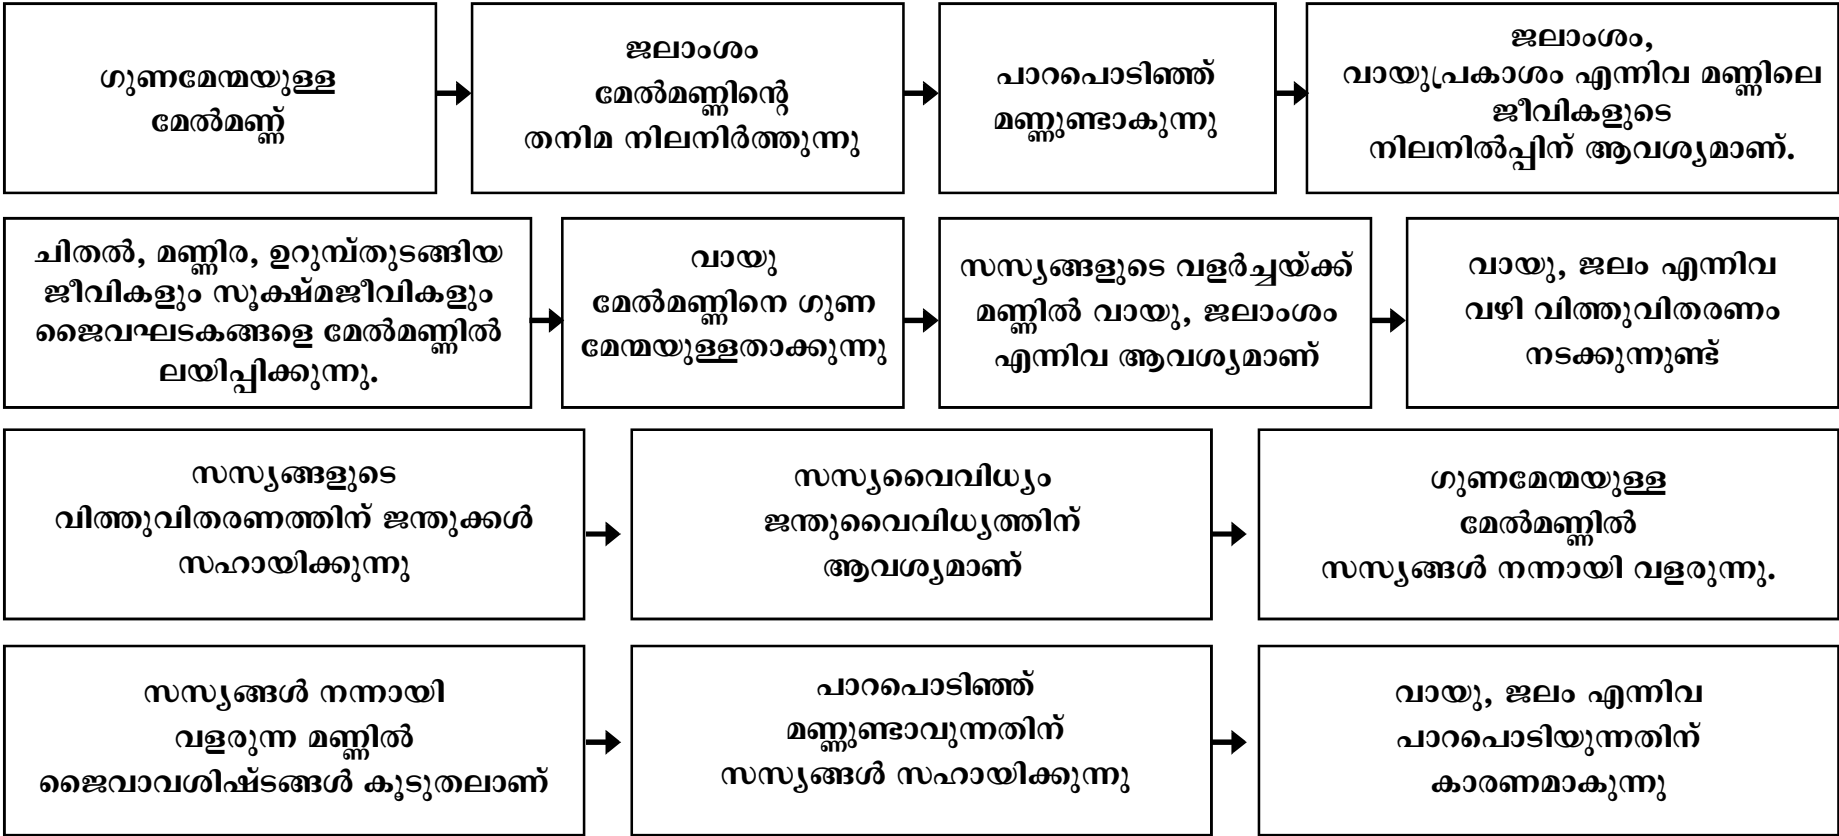 ഗുണമേന്മയുള്ള
മേൽമണ്ണ്
ജലാംശം
മേൽമണ്ണിന്റെ
തനിമ നിലനിർത്തുന്നു
പാറപൊടിഞ്ഞ്
മണ്ണുണ്ടാകുന്നു
ജലാംശം,
വായുപ്രകാശം എന്നിവ മണ്ണിലെ
ജീവികളുടെ
നിലനിൽപ്പിന് ആവശ്യമാണ്.
ചിതൽ, മണ്ണിര, ഉറുമ്പ്തുടങ്ങിയ
ജീവികളും സൂക്ഷ്മജീവികളും
ജൈവഘടകങ്ങളെ മേൽമണ്ണിൽ
ലയിപ്പിക്കുന്നു.
വായു
മേൽമണ്ണിനെ ഗുണ
മേന്മയുള്ളതാക്കുന്നു
സസ്യങ്ങളുടെ വളർച്ചയ്ക്ക്
മണ്ണിൽ വായു, ജലാംശം
എന്നിവ ആവശ്യമാണ്
വായു, ജലം എന്നിവ
വഴി വിത്തുവിതരണം
നടക്കുന്നുണ്ട്
സസ്യങ്ങളുടെ
വിത്തുവിതരണത്തിന് ജന്തുക്കൾ
സഹായിക്കുന്നു
സസ്യവൈവിധ്യം
ജന്തുവൈവിധ്യത്തിന്
ആവശ്യമാണ്
ഗുണമേന്മയുള്ള
മേൽമണ്ണിൽ
സസ്യങ്ങൾ നന്നായി വളരുന്നു.
സസ്യങ്ങൾ നന്നായി
വളരുന്ന മണ്ണിൽ
ജൈവാവശിഷ്ടങ്ങൾ കൂടുതലാണ്
പാറപൊടിഞ്ഞ്
മണ്ണുണ്ടാവുന്നതിന്
സസ്യങ്ങൾ സഹായിക്കുന്നു
വായു, ജലം എന്നിവ
പാറപൊടിയുന്നതിന്
കാരണമാകുന്നു